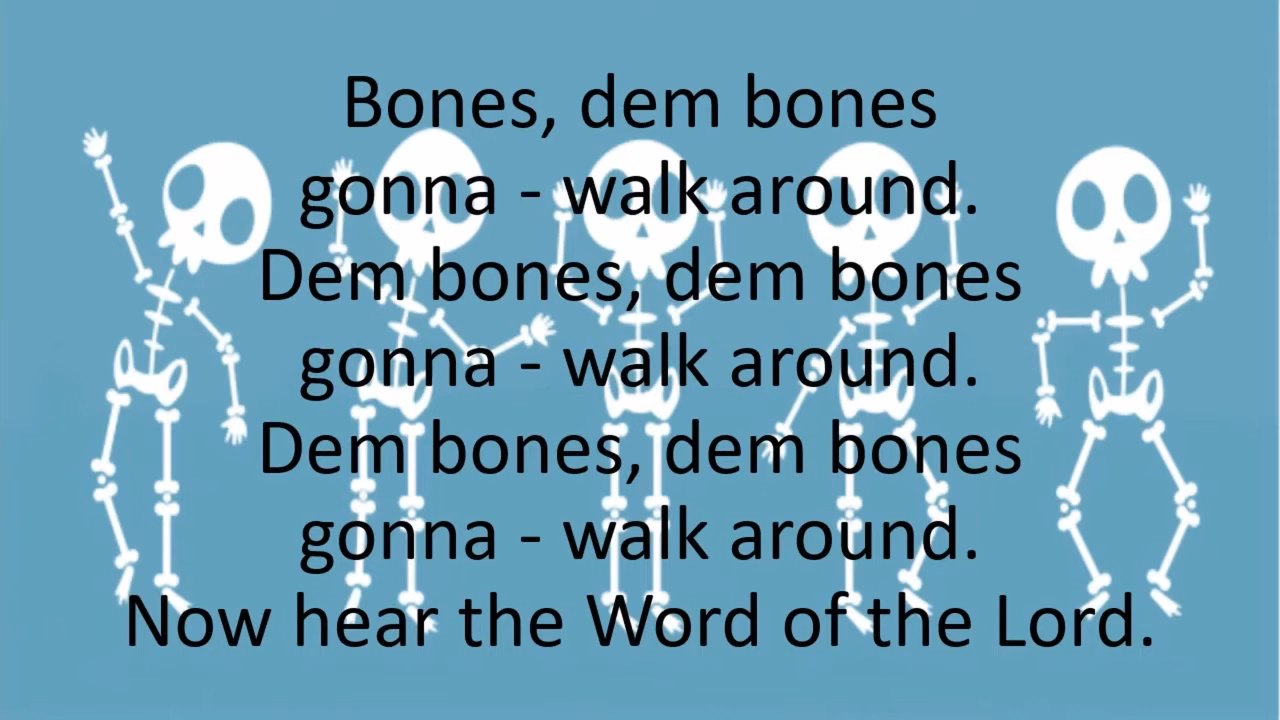 Bones, dem bones
gonna - walk around.
Dem bones, dem bones
gonna - walk around.
Dem bones, dem bones
gonna - walk around.
Now hear the Word of the Lord.